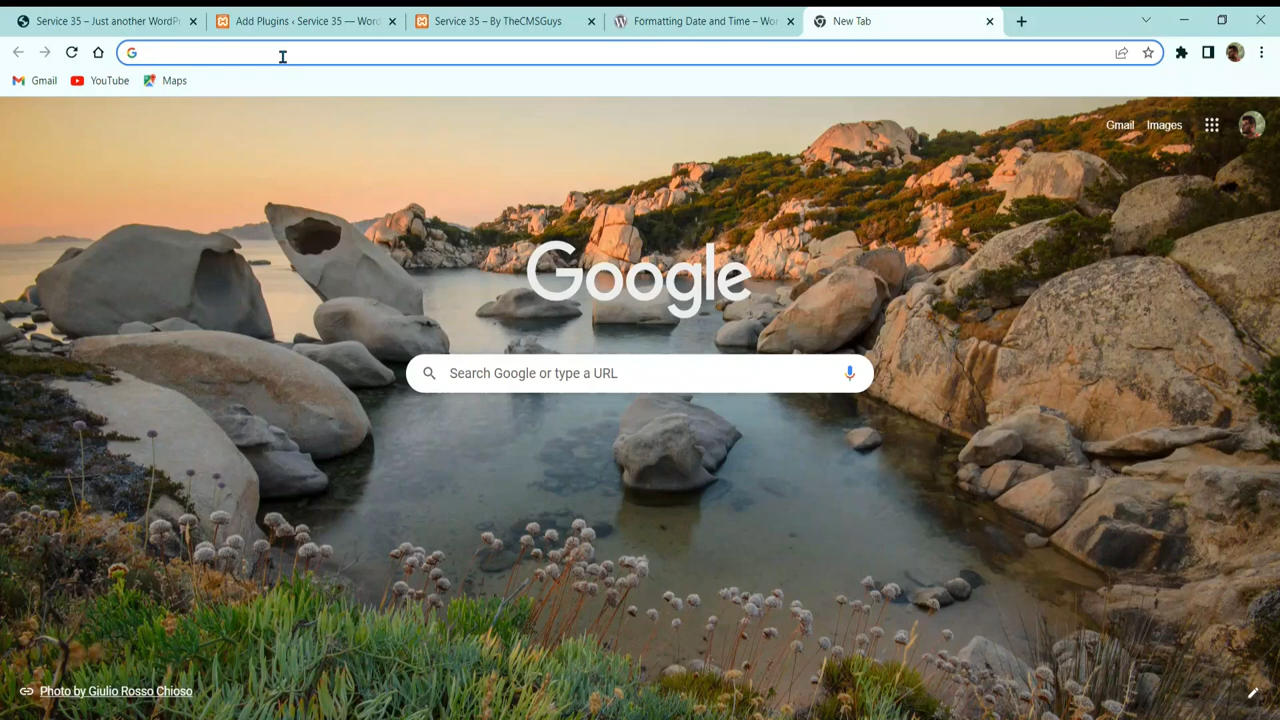 Service 35 – Just another WordPr
Add Plugins ‹ Service 35 — Word
Service 35 – By TheCMSGuys
Formatting Date and Time – Wor
New Tab
Gmail
YouTube
Maps
Gmail
Images
Google
Search Google or type a URL
Photo by Giulio Rosso Chioso